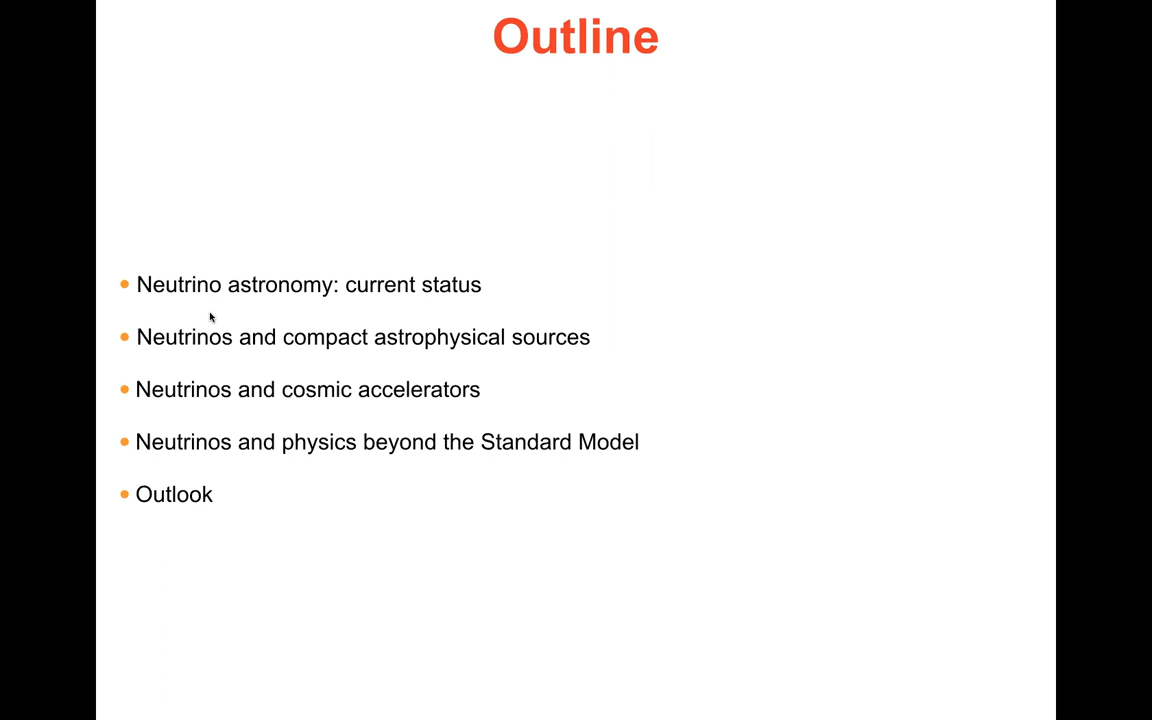 Outline
• Neutrino astronomy: current status
• Neutrinos and compact astrophysical sources
• Neutrinos and cosmic accelerators
• Neutrinos and physics beyond the Standard Model
• Outlook